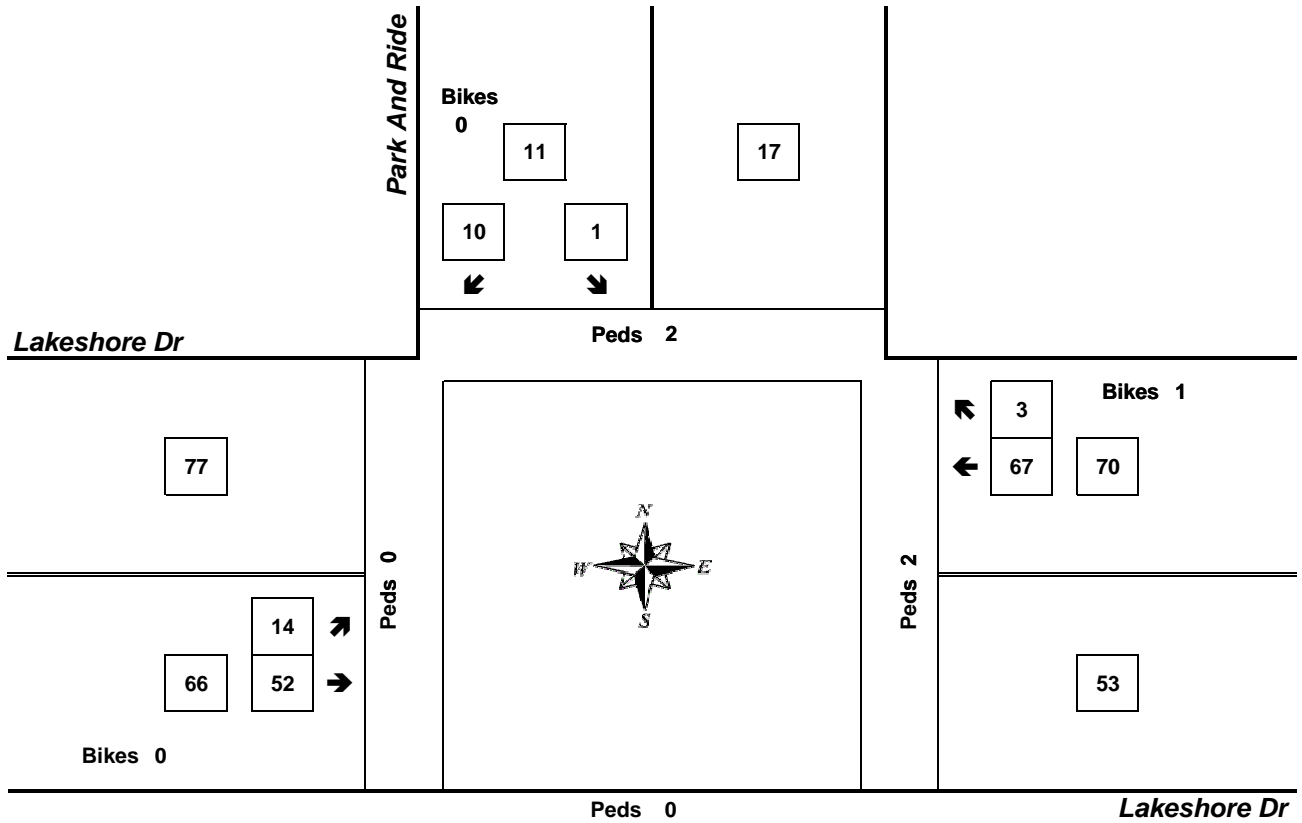 Park And Ride
Bikes
0
11
17
10
1
Peds 2
Lakeshore Dr
3
Bikes 1
77
67
70
N
W
E
S
Peds 0
Peds 2
14
66
52
53
Bikes 0
Peds 0
Lakeshore Dr